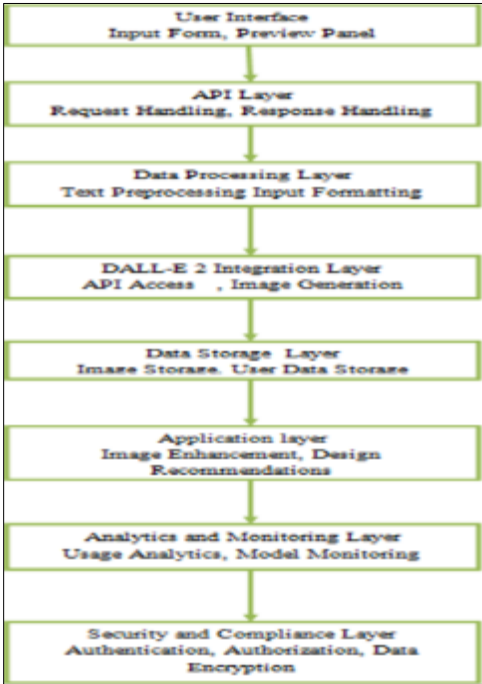 User Interface
Input Form, Preview Panel
API Layer
Request Handling, Response Handling
Data Processing Layer
Text Preprocessing Input Formatting
DALL-E 2 Integration Layer
API Access , Image Generation
Data Storage Layer
Image Storage. User Data Storage
Application layer
Image Enhancement, Design
Recommendations
Analytics and Monitoring Layer
Usage Analytics, Model Monitoring
Security and Compliance Layer
Authentication, Authorization, Data
Encryption